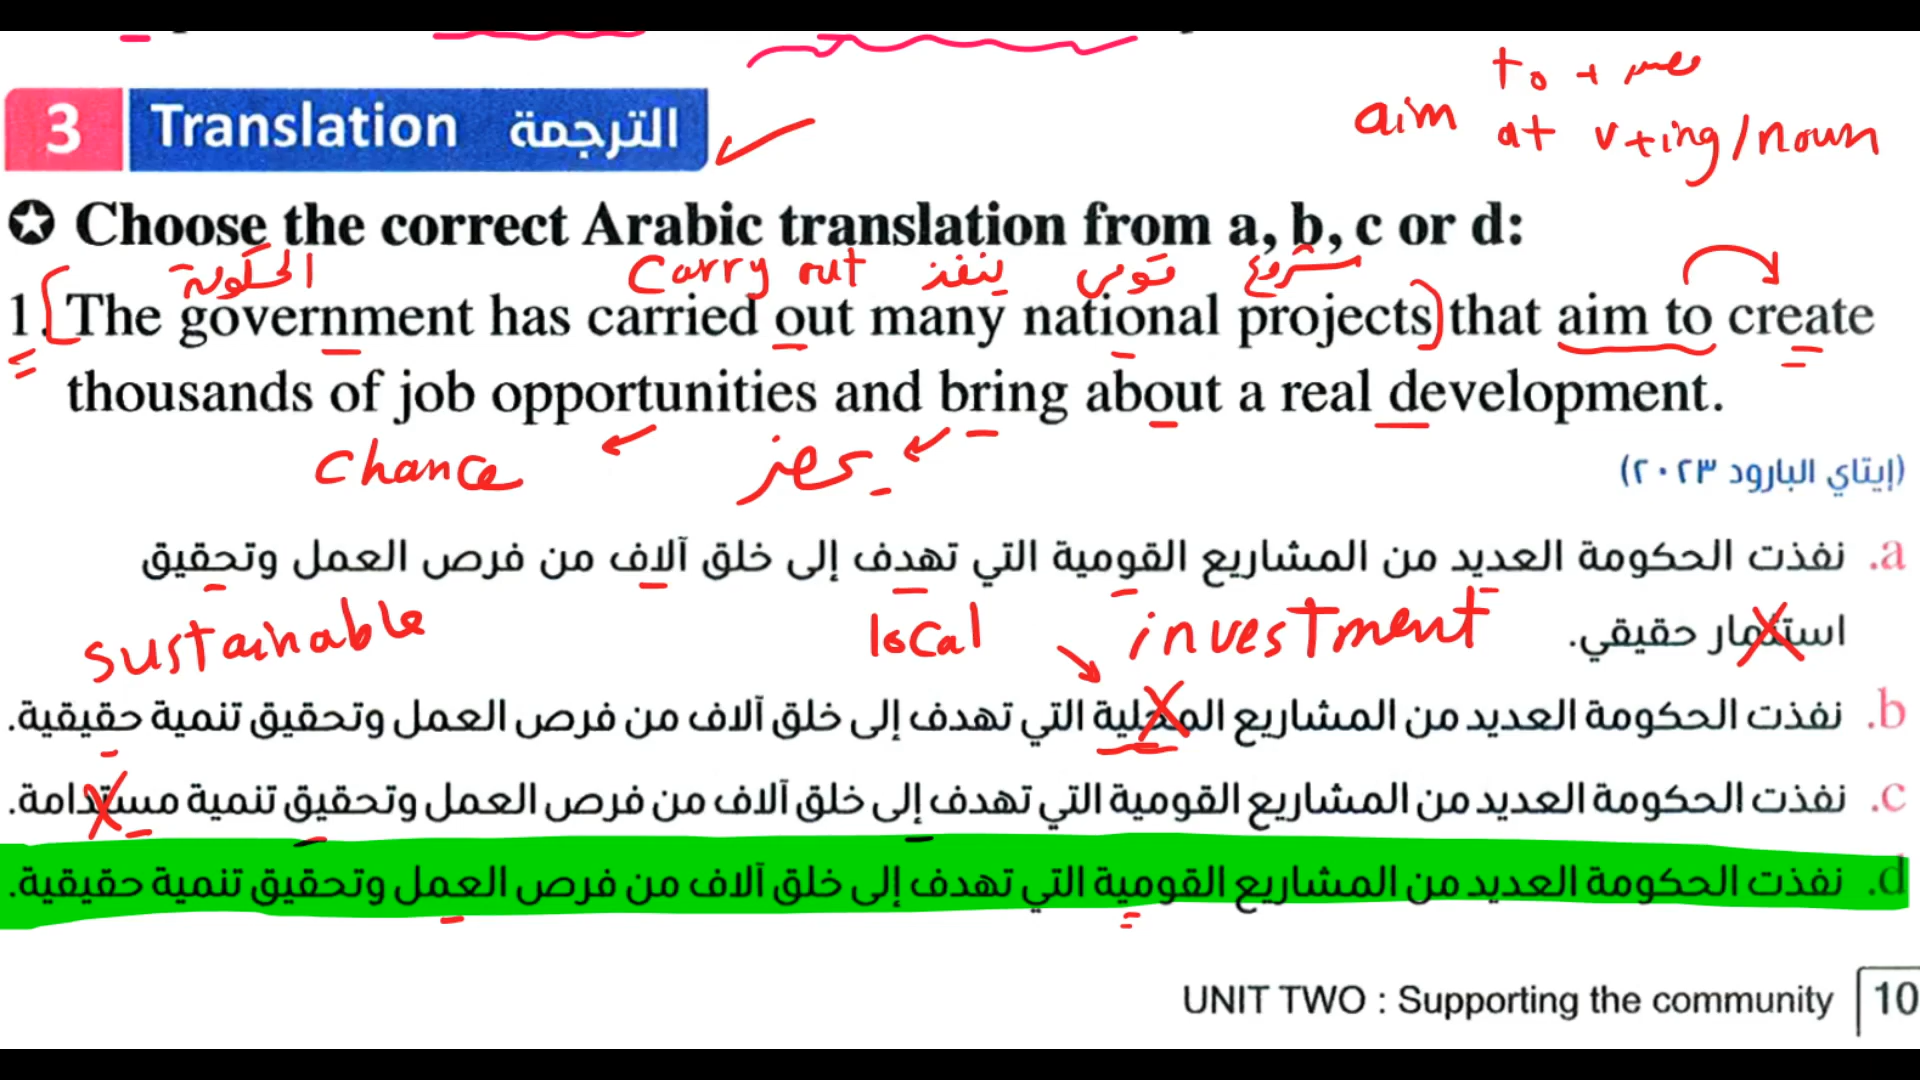 to + مصدر
aim at v+ing/noun
3 Translation الترجمة
Choose the correct Arabic translation from a, b, c or d:
الحكومة carry out ينفذ قومى مشروع
1. The government has carried out many national projects that aim to create
thousands of job opportunities and bring about a real development.
chance
(إيتاي البارود ٢٠٢٣)
a. نفذت الحكومة العديد من المشاريع القومية التي تهدف إلى خلق آلاف من فرص العمل وتحقيق
استثمار حقيقي.
sustainable local investment
b. نفذت الحكومة العديد من المشاريع المحلية التي تهدف إلى خلق آلاف من فرص العمل وتحقيق تنمية حقيقية.
c. نفذت الحكومة العديد من المشاريع القومية التي تهدف إلى خلق آلاف من فرص العمل وتحقيق تنمية مستدامة.
d. نفذت الحكومة العديد من المشاريع القومية التي تهدف إلى خلق آلاف من فرص العمل وتحقيق تنمية حقيقية.
UNIT TWO : Supporting the community 10